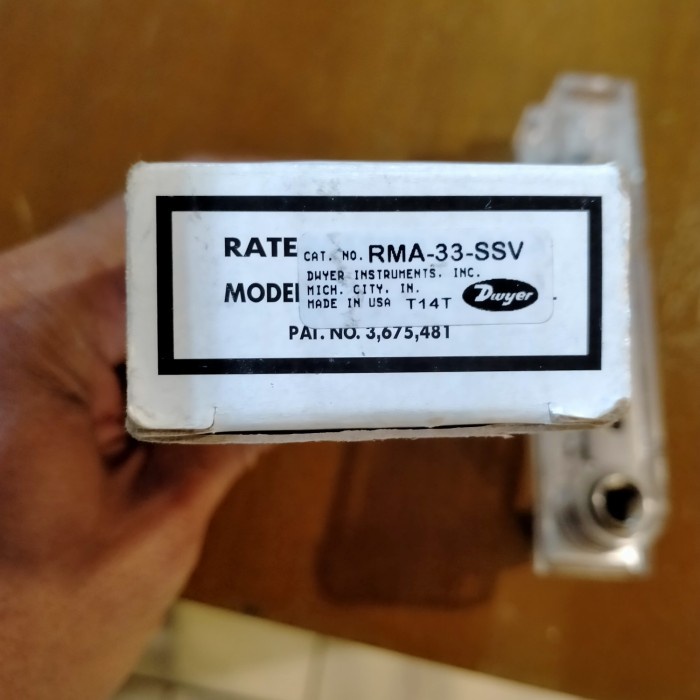 RATE CAT. NO. RMA-33-SSV
DWYER INSTRUMENTS. INC.
MODEL MICH. CITY. IN.
MADE IN USA T14T Dwyer
PAT. NO. 3,675,481